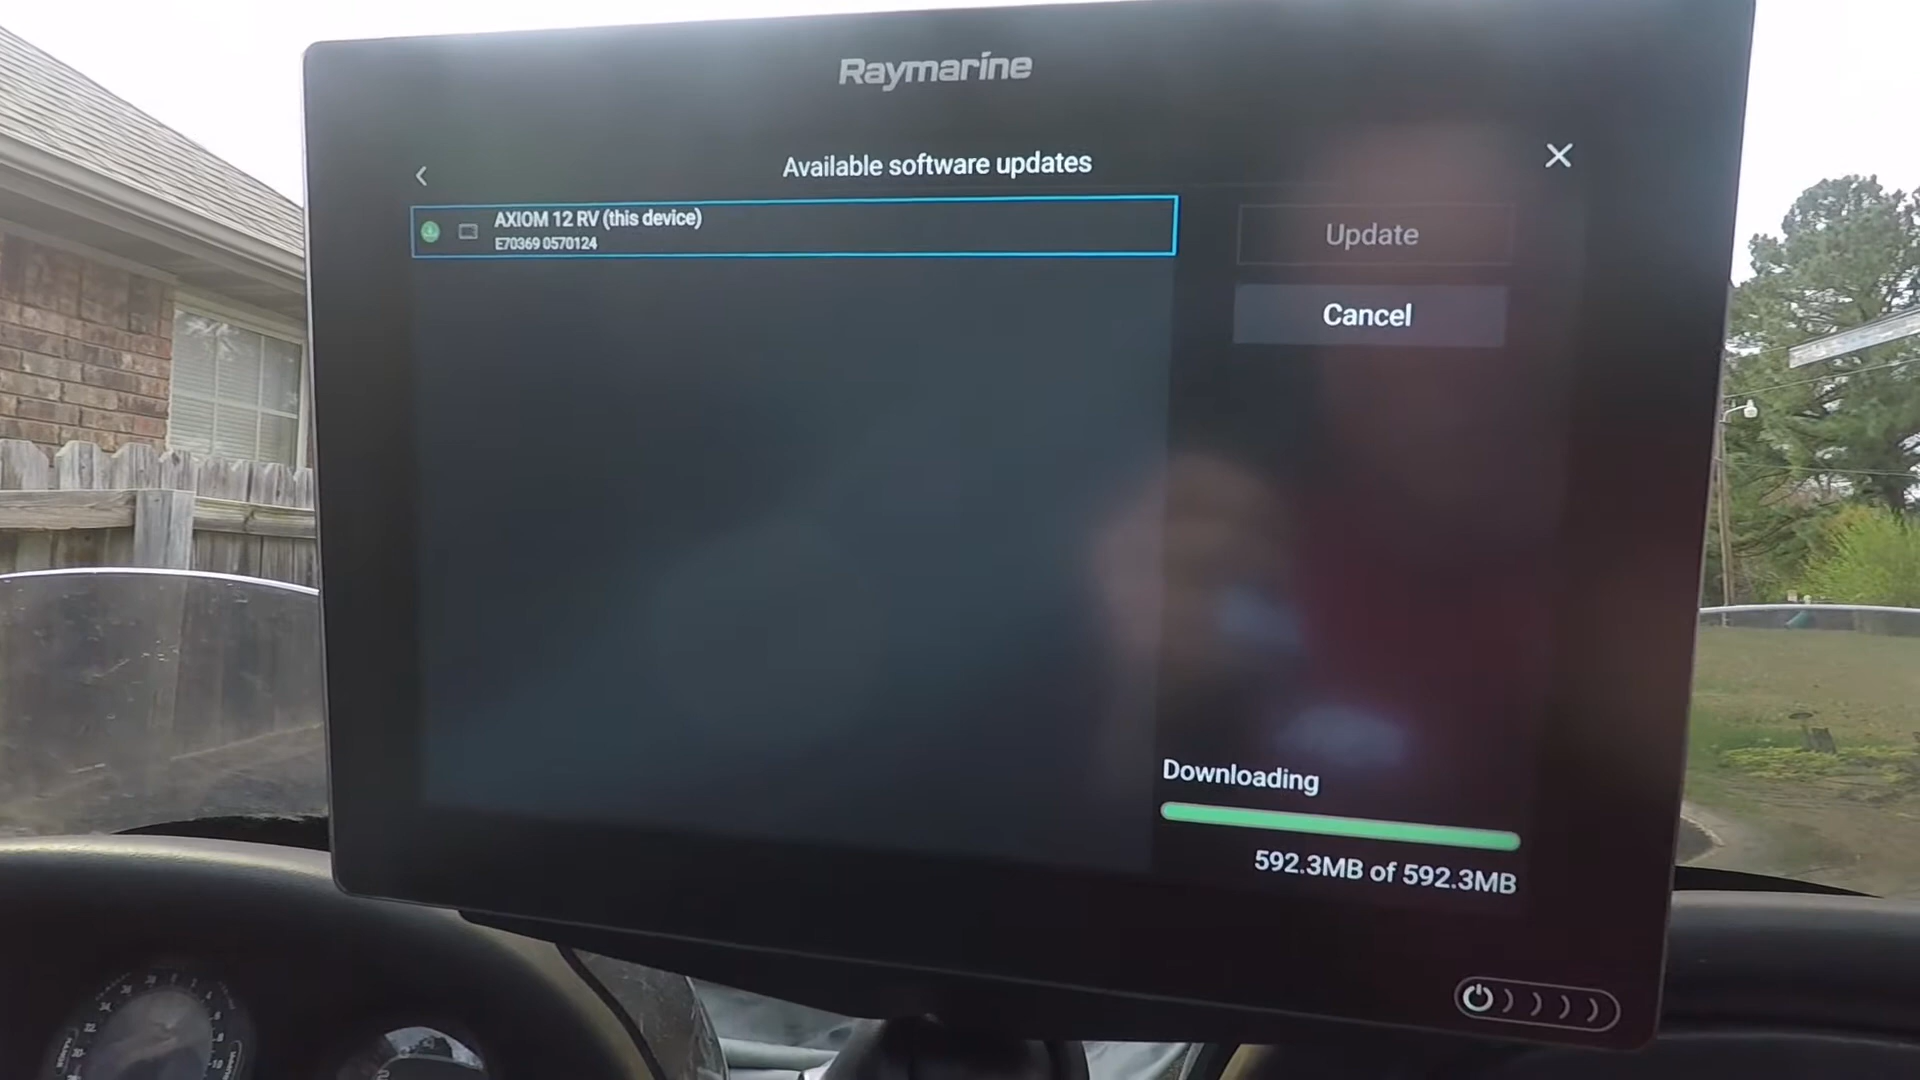 Raymarine
Available software updates
AXIOM 12 RV (this device)
E70369 0570124
Update
Cancel
Downloading
592.3MB of 592.3MB